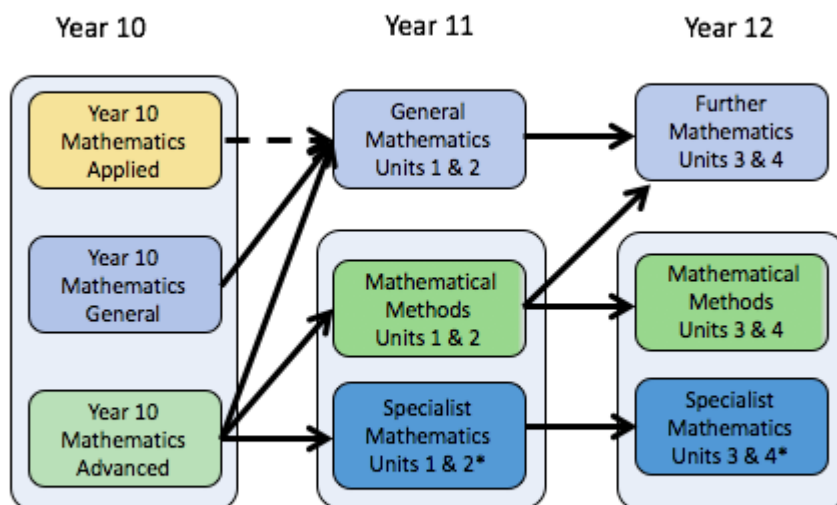 Year 10
Year 11
Year 12
Year 10
Mathematics
Applied
General
Mathematics
Units 1 & 2
Further
Mathematics
Units 3 & 4
Year 10
Mathematics
General
Mathematical
Methods
Units 1 & 2
Mathematical
Methods
Units 3 & 4
Year 10
Mathematics
Advanced
Specialist
Mathematics
Units 1 & 2*
Specialist
Mathematics
Units 3 & 4*